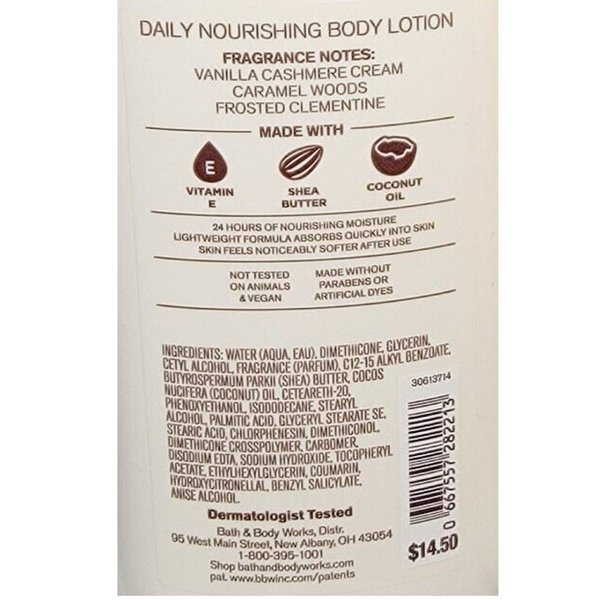 DAILY NOURISHING BODY LOTION
FRAGRANCE NOTES:
VANILLA CASHMERE CREAM
CARAMEL WOODS
FROSTED CLEMENTINE
MADE WITH
E
VITAMIN
E
SHEA
BUTTER
COCONUT
OIL
24 HOURS OF NOURISHING MOISTURE
LIGHTWEIGHT FORMULA ABSORBS QUICKLY INTO SKIN
SKIN FEELS NOTICEABLY SOFTER AFTER USE
NOT TESTED
ON ANIMALS
& VEGAN
MADE WITHOUT
PARABENS OR
ARTIFICIAL DYES
INGREDIENTS: WATER (AQUA, EAU), DIMETHICONE, GLYCERIN,
CETYL ALCOHOL, FRAGRANCE (PARFUM), C12-15 ALKYL BENZOATE,
BUTYROSPERMUM PARKII (SHEA) BUTTER, COCOS
NUCIFERA (COCONUT) OIL, CETEARETH-20,
PHENOXYETHANOL, ISODODECANE, STEARYL
ALCOHOL, PALMITIC ACID, GLYCERYL STEARATE SE,
STEARIC ACID, CHLORPHENESIN, DIMETHICONOL,
DIMETHICONE CROSSPOLYMER, CARBOMER,
DISODIUM EDTA, SODIUM HYDROXIDE, TOCOPHERYL
ACETATE, ETHYLHEXYLGLYCERIN, COUMARIN,
HYDROXYCITRONELLAL, BENZYL SALICYLATE,
ANISE ALCOHOL.
30613714
0 667557 282213
$14.50
Dermatologist Tested
Bath & Body Works, Distr.
95 West Main Street, New Albany, OH 43054
1-800-395-1001
Shop bathandbodyworks.com
pat. www.bbwinc.com/patents